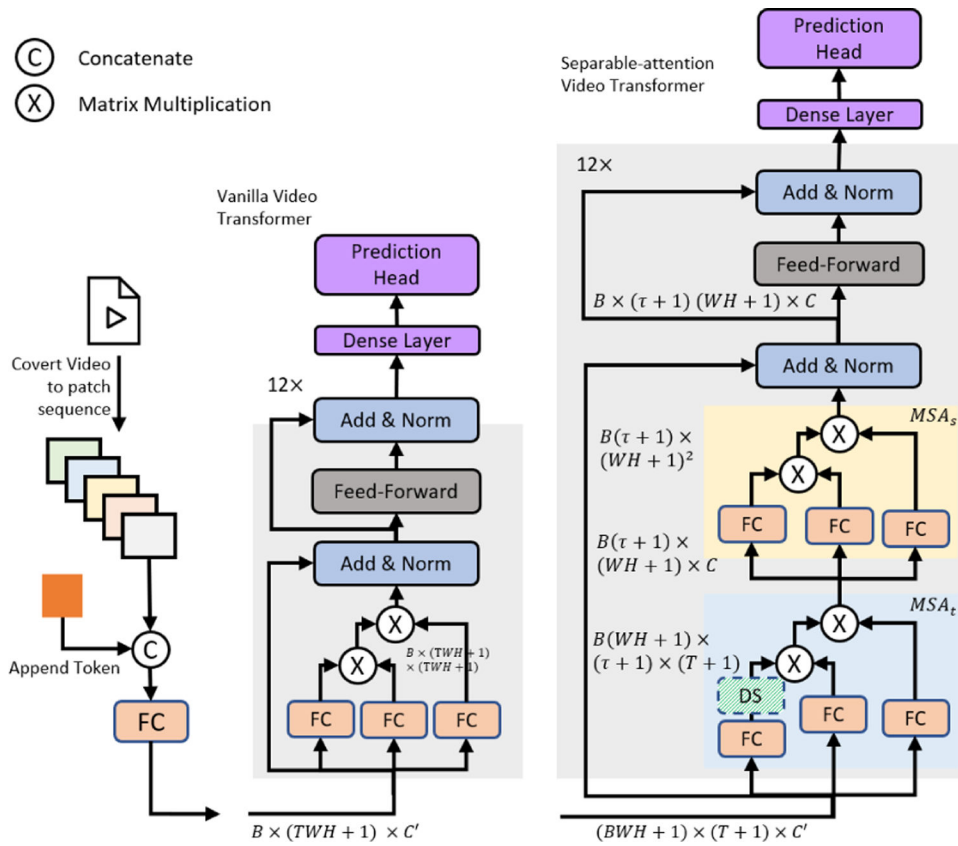 C
Concatenate
X
Matrix Multiplication
Covert Video
to patch
sequence
Append Token
C
FC
Vanilla Video
Transformer
Prediction
Head
Dense Layer
12×
Add & Norm
Feed-Forward
Add & Norm
X
B × (TWH + 1)
× (TWH + 1)
X
FC
FC
FC
B × (TWH + 1) × C′
Separable-attention
Video Transformer
Prediction
Head
Dense Layer
12×
Add & Norm
Feed-Forward
B × (τ + 1) (WH + 1) × C
Add & Norm
MSAₛ
X
B(τ + 1) ×
(WH + 1)²
X
FC
FC
FC
B(τ + 1) ×
(WH + 1) × C
MSAₜ
X
B(WH + 1) ×
(τ + 1) × (T + 1)
X
DS
FC
FC
FC
(BWH + 1) × (T + 1) × C′